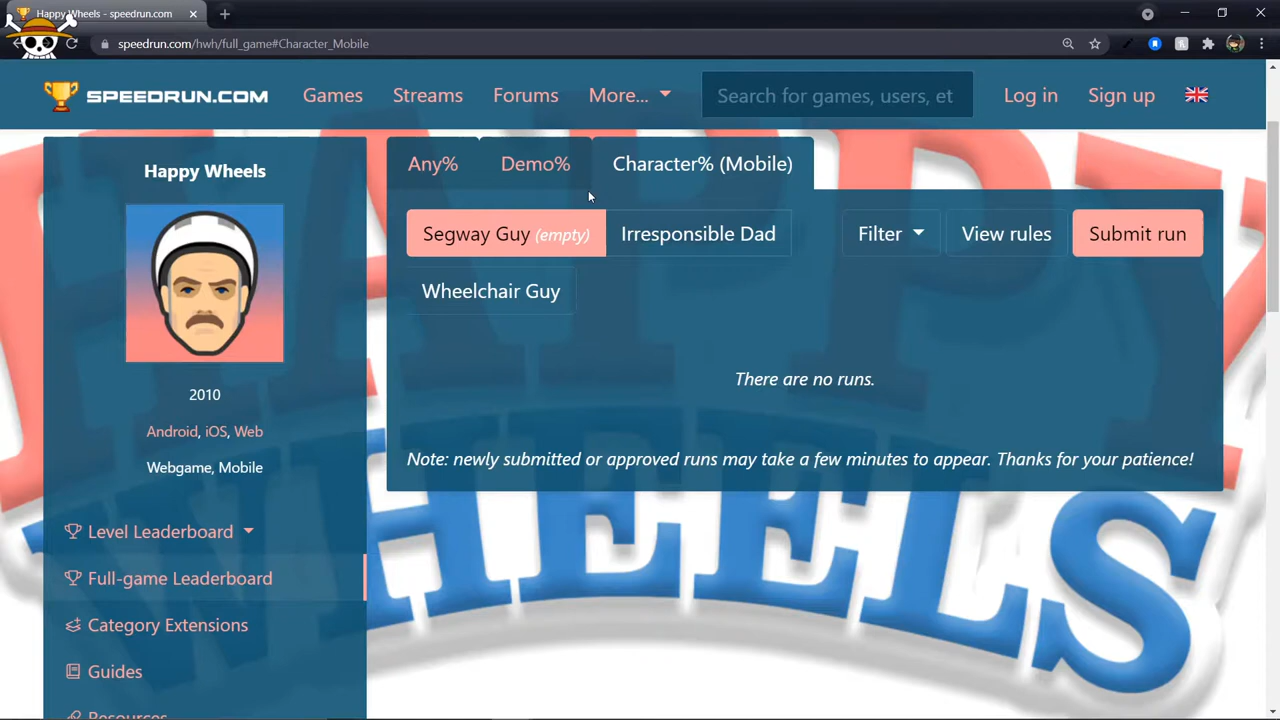 Happy Wheels - speedrun.com
speedrun.com/hwh/full_game#Character_Mobile
SPEEDRUN.COM
Games
Streams
Forums
More...
Search for games, users, et
Log in
Sign up
Happy Wheels
2010
Android, iOS, Web
Webgame, Mobile
Level Leaderboard
Full-game Leaderboard
Category Extensions
Guides
Resources
Any%
Demo%
Character% (Mobile)
Segway Guy (empty)
Irresponsible Dad
Wheelchair Guy
Filter
View rules
Submit run
There are no runs.
Note: newly submitted or approved runs may take a few minutes to appear. Thanks for your patience!
HAPPY
WHEELS